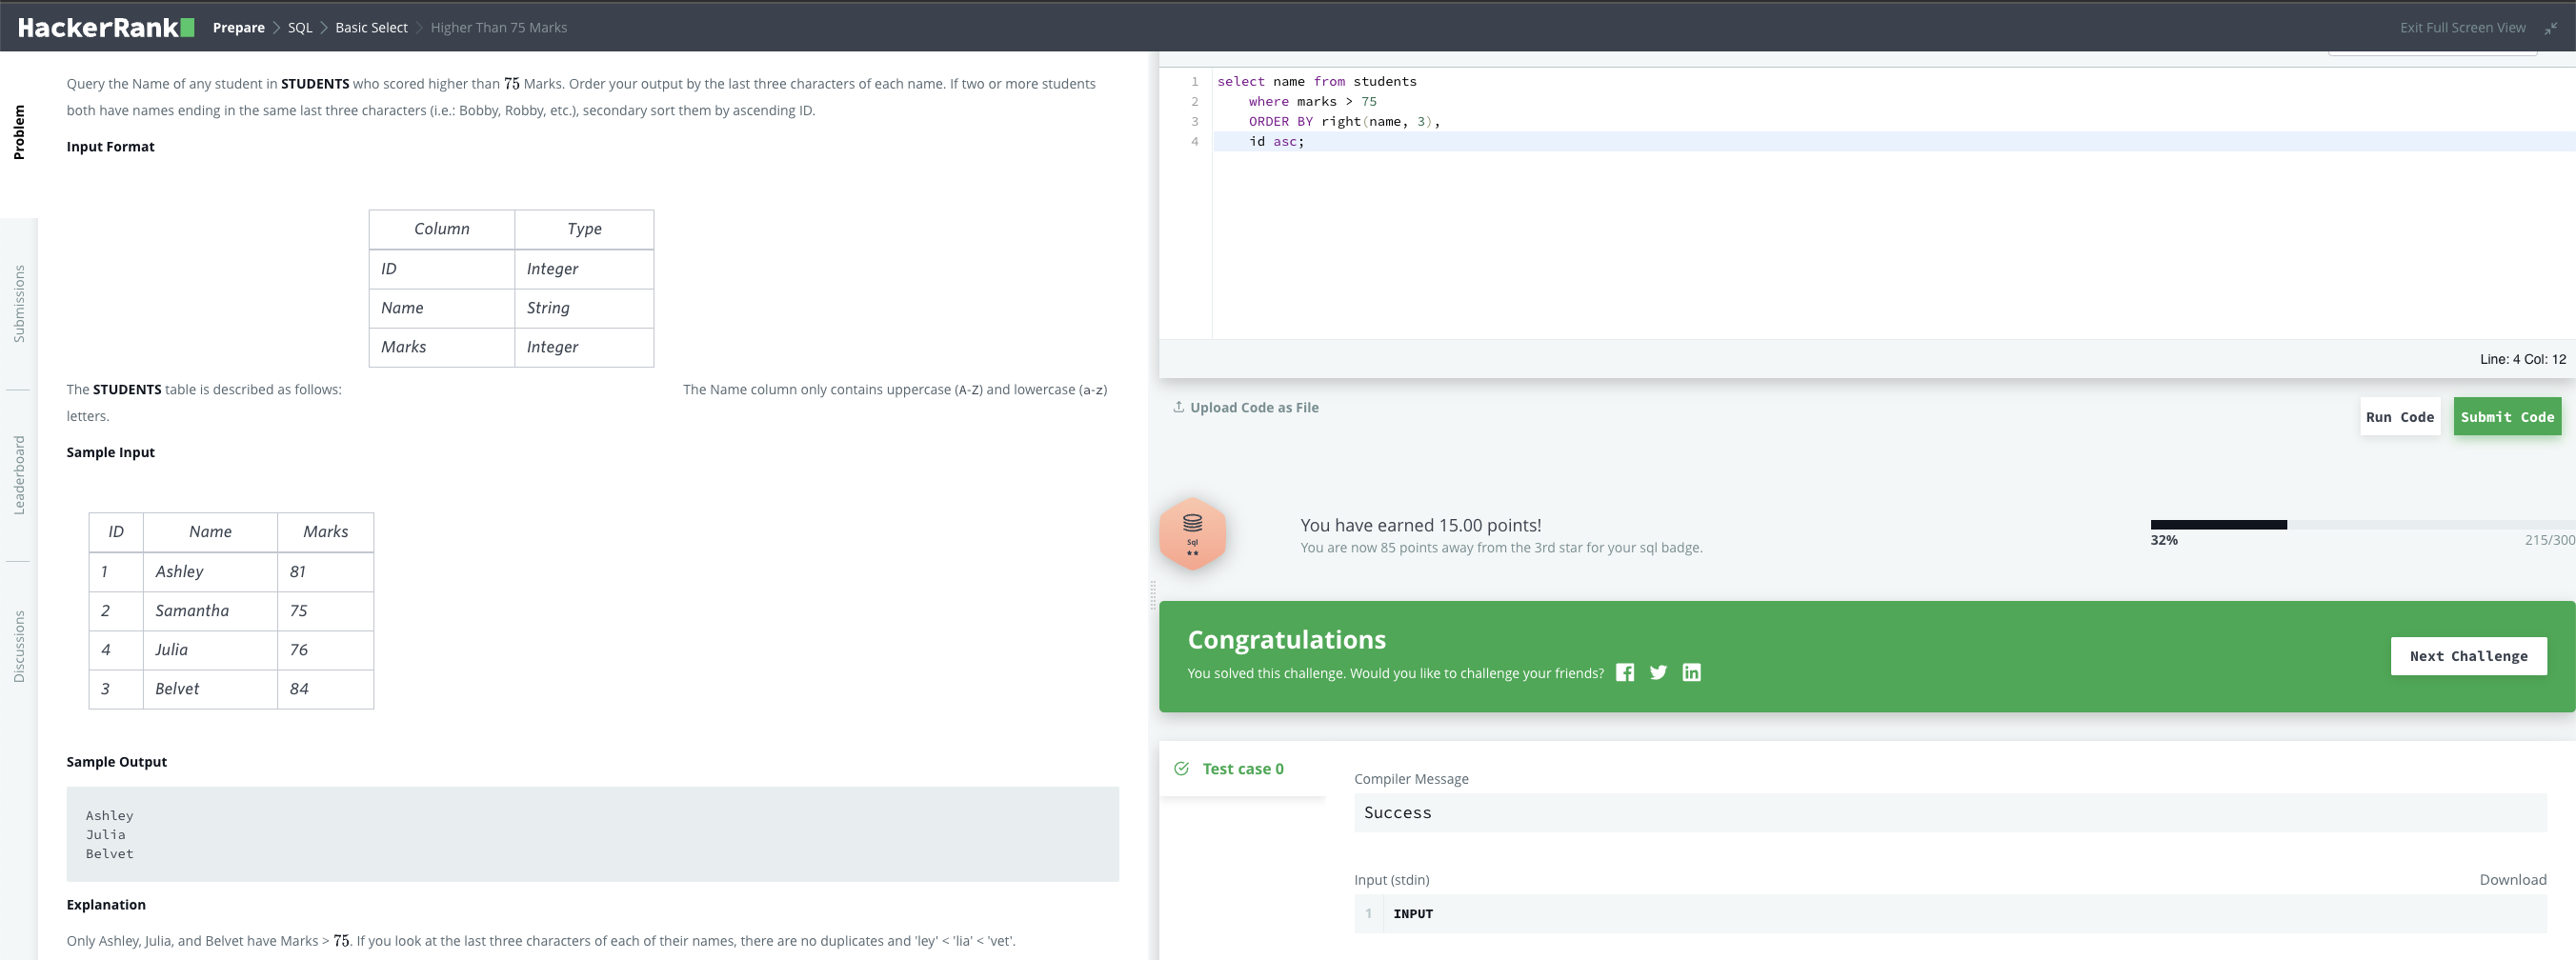 HackerRank Prepare > SQL > Basic Select > Higher Than 75 Marks Exit Full Screen View
Problem
Submissions
Leaderboard
Discussions
Query the Name of any student in STUDENTS who scored higher than 75 Marks. Order your output by the last three characters of each name. If two or more students
both have names ending in the same last three characters (i.e.: Bobby, Robby, etc.), secondary sort them by ascending ID.
Input Format
Column Type
ID Integer
Name String
Marks Integer
The STUDENTS table is described as follows: The Name column only contains uppercase (A-Z) and lowercase (a-z)
letters.
Sample Input
ID Name Marks
1 Ashley 81
2 Samantha 75
4 Julia 76
3 Belvet 84
Sample Output
Ashley
Julia
Belvet
Explanation
Only Ashley, Julia, and Belvet have Marks > 75. If you look at the last three characters of each of their names, there are no duplicates and 'ley' < 'lia' < 'vet'.
1 select name from students
2 where marks > 75
3 ORDER BY right(name, 3),
4 id asc;
Line: 4 Col: 12
Upload Code as File
Run Code
Submit Code
Sql
You have earned 15.00 points!
You are now 85 points away from the 3rd star for your sql badge.
32% 215/300
Congratulations
You solved this challenge. Would you like to challenge your friends?
Next Challenge
Test case 0
Compiler Message
Success
Input (stdin) Download
1 INPUT